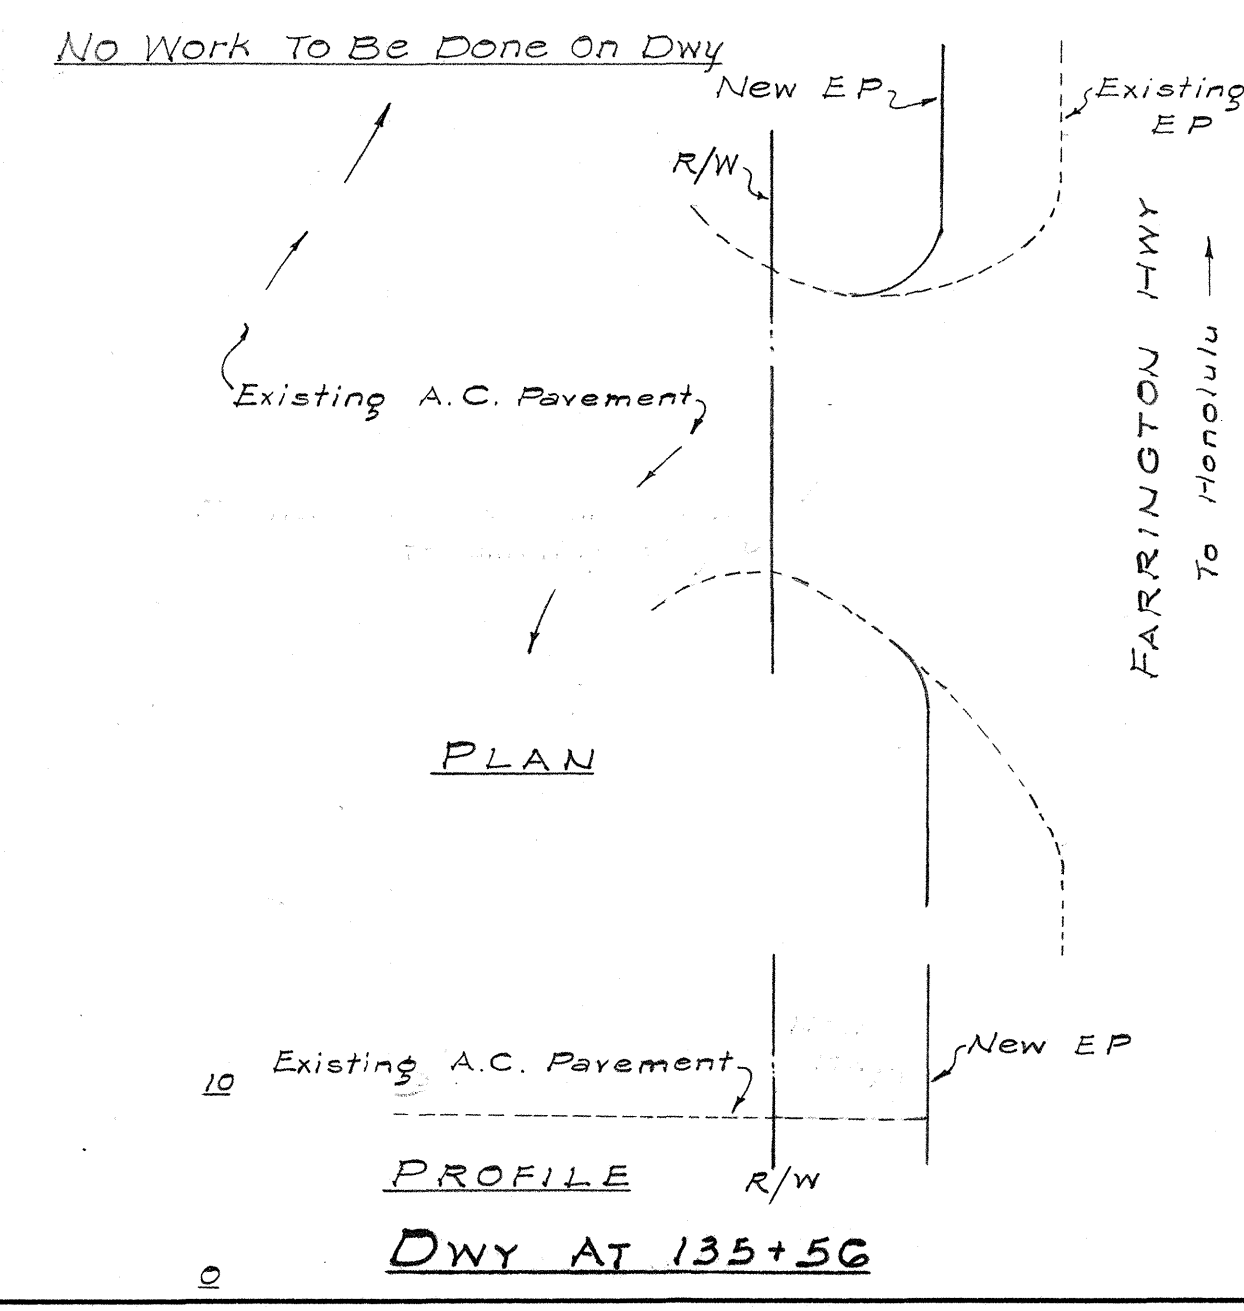 No Work To Be Done On Dwy
New EP
Existing
EP
R/W
Existing A.C. Pavement
FARRINGTON HWY
To Honolulu
PLAN
New EP
Existing A.C. Pavement
10
PROFILE
R/W
DWY AT 135+56
0